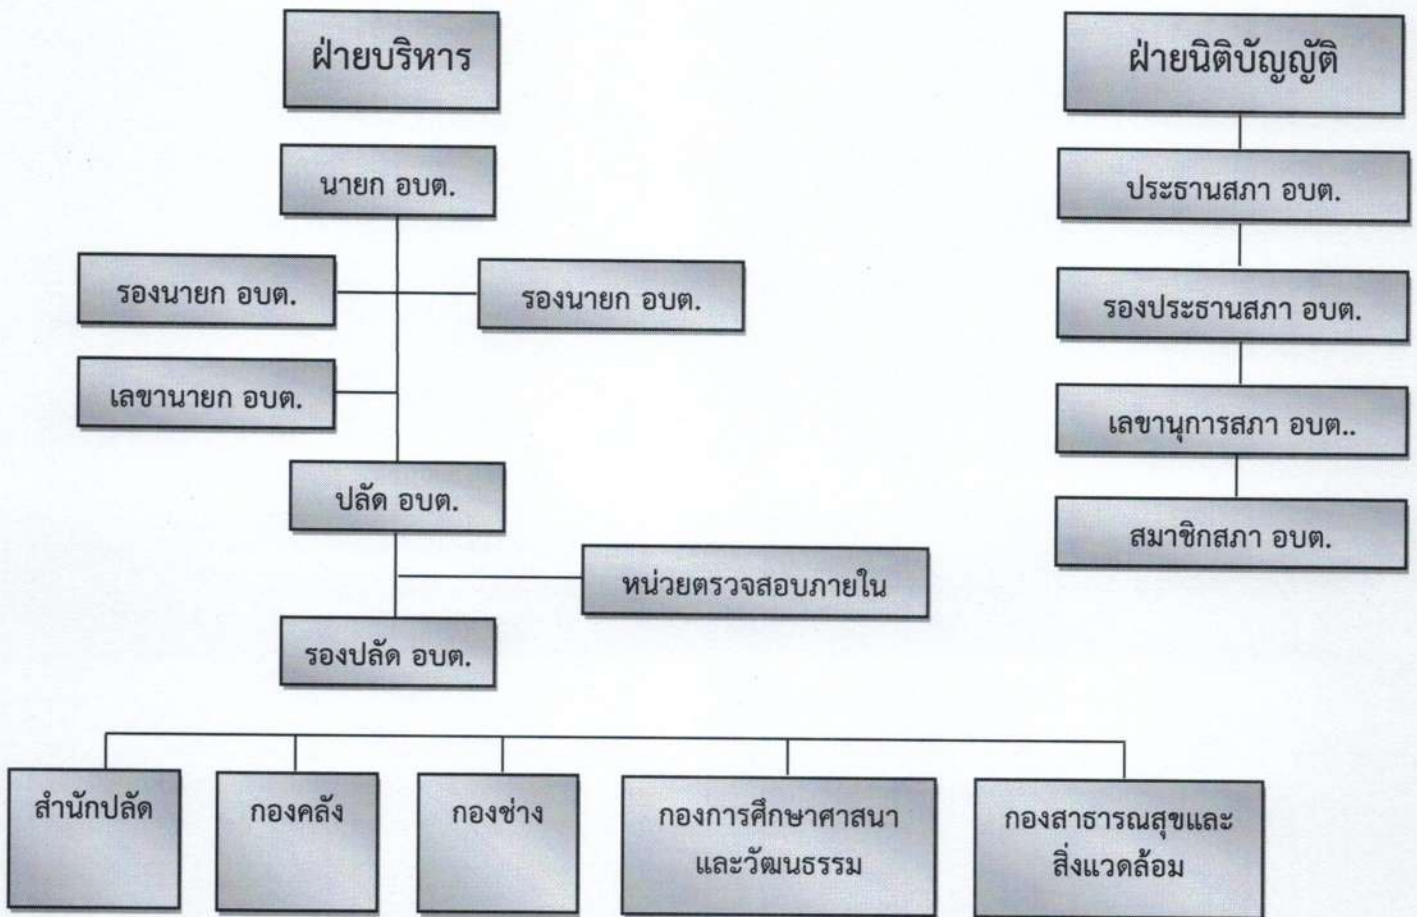 ฝ่ายบริหาร
ฝ่ายนิติบัญญัติ
นายก อบต.
ประธานสภา อบต.
รองนายก อบต.
รองนายก อบต.
รองประธานสภา อบต.
เลขานายก อบต.
เลขานุการสภา อบต..
ปลัด อบต.
สมาชิกสภา อบต.
หน่วยตรวจสอบภายใน
รองปลัด อบต.
สำนักปลัด
กองคลัง
กองช่าง
กองการศึกษาศาสนา
และวัฒนธรรม
กองสาธารณสุขและ
สิ่งแวดล้อม